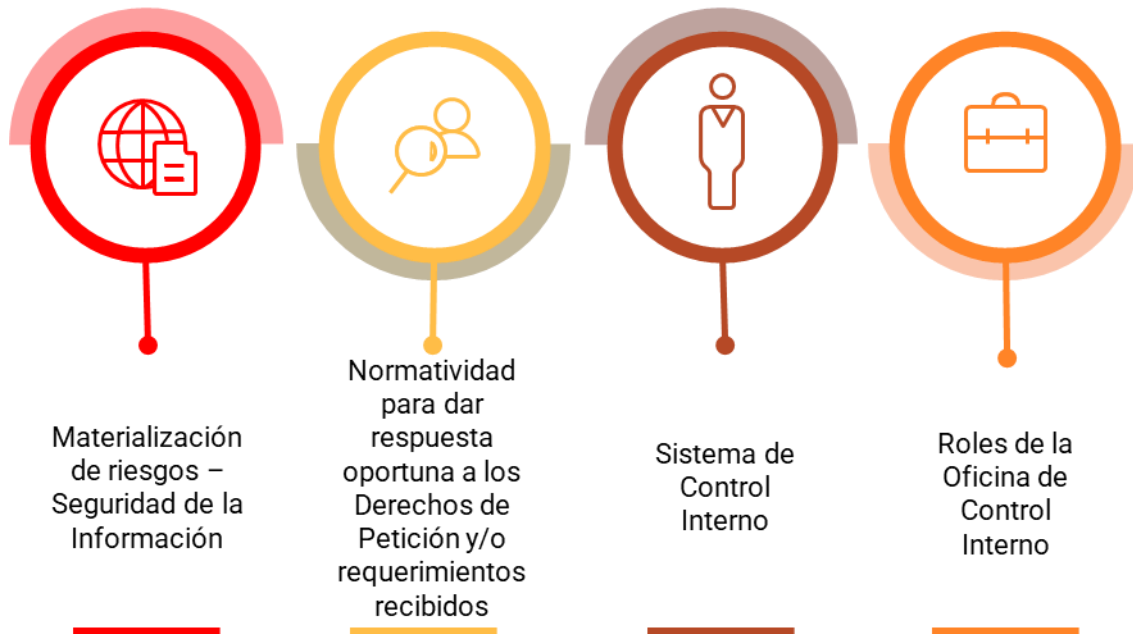 Materialización
de riesgos –
Seguridad de la
Información
Normatividad
para dar
respuesta
oportuna a los
Derechos de
Petición y/o
requerimientos
recibidos
Sistema de
Control
Interno
Roles de la
Oficina de
Control
Interno